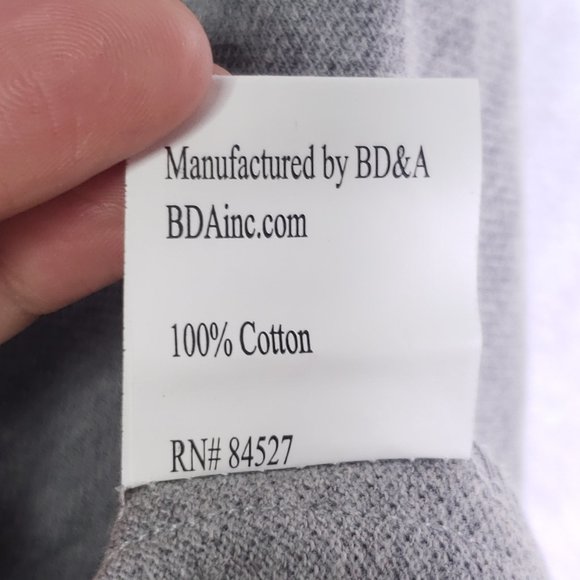 Manufactured by BD&A
BDAinc.com
100% Cotton
RN# 84527